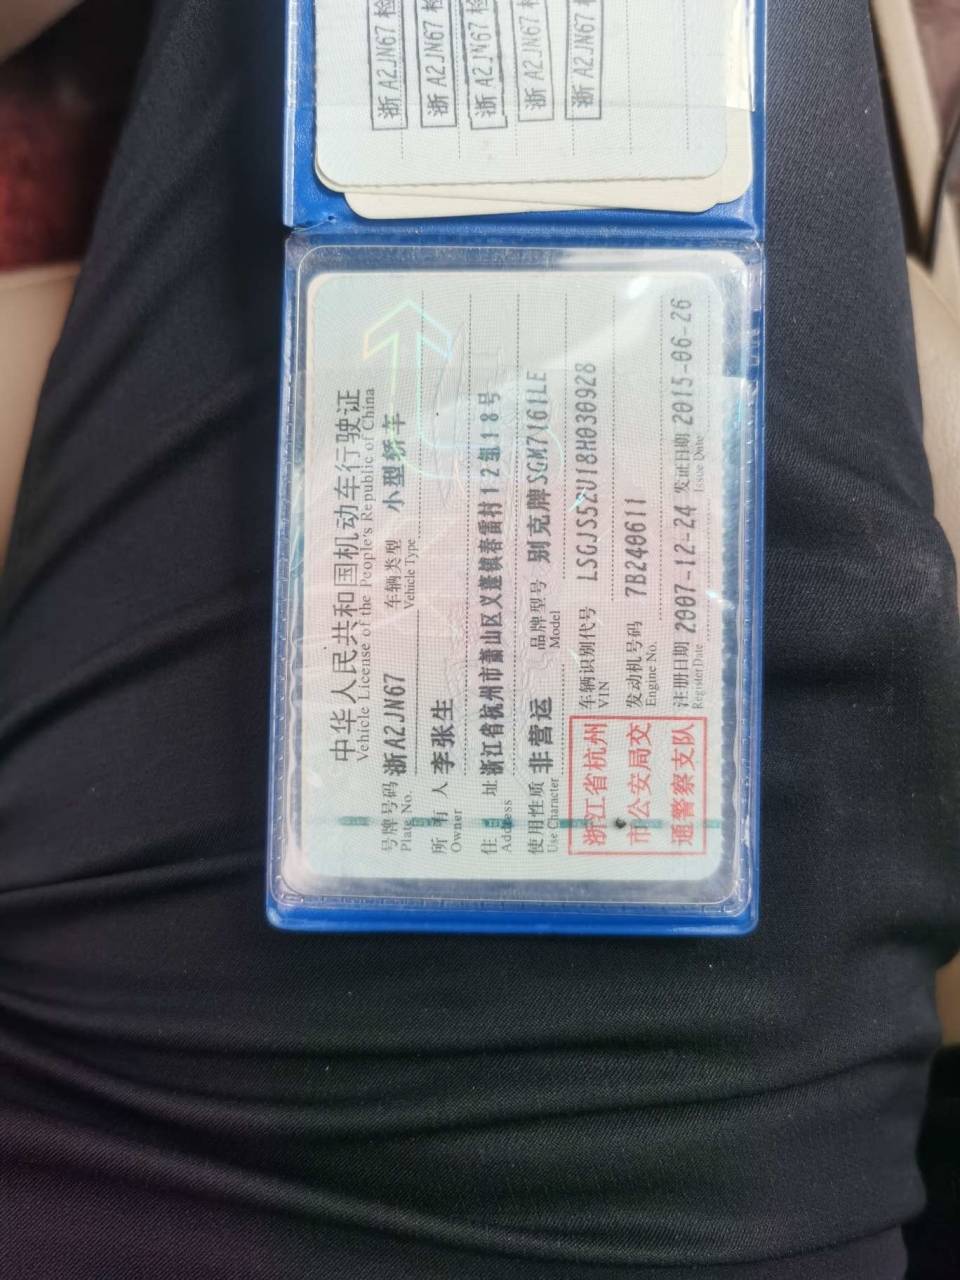 浙A2JN67检
浙A2JN67检
浙A2JN67检
浙A2JN67检
浙A2JN67检
中华人民共和国机动车行驶证
Vehicle License of the People's Republic of China
号牌号码 浙A2JN67 车辆类型 小型轿车
Plate No. Vehicle Type
所有人 李张生
Owner
住址 浙江省杭州市萧山区义蓬镇春雷村12组18号
Address
使用性质 非营运 品牌型号 别克牌SGM7161LE
Use Character Model
浙江省杭州
市公安局交
通警察支队
车辆识别代号 LSGJS52U18H030928
VIN
发动机号码 7B240611
Engine No.
注册日期 2007-12-24 发证日期 2015-06-26
Register Date Issue Date